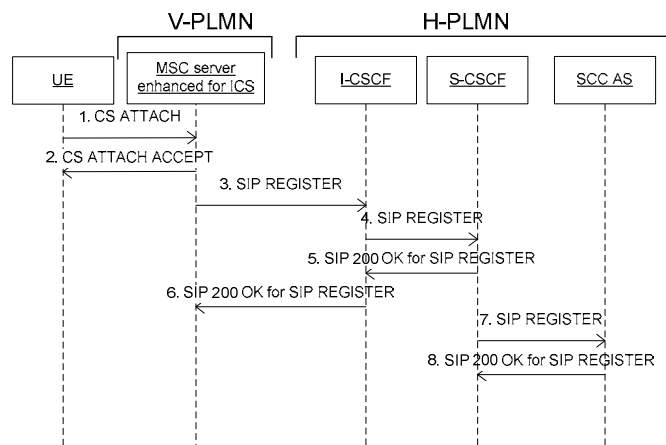 V-PLMN
H-PLMN
UE
MSC server
enhanced for ICS
I-CSCF
S-CSCF
SCC AS
1. CS ATTACH
2. CS ATTACH ACCEPT
3. SIP REGISTER
4. SIP REGISTER
5. SIP 200 OK for SIP REGISTER
6. SIP 200 OK for SIP REGISTER
7. SIP REGISTER
8. SIP 200 OK for SIP REGISTER